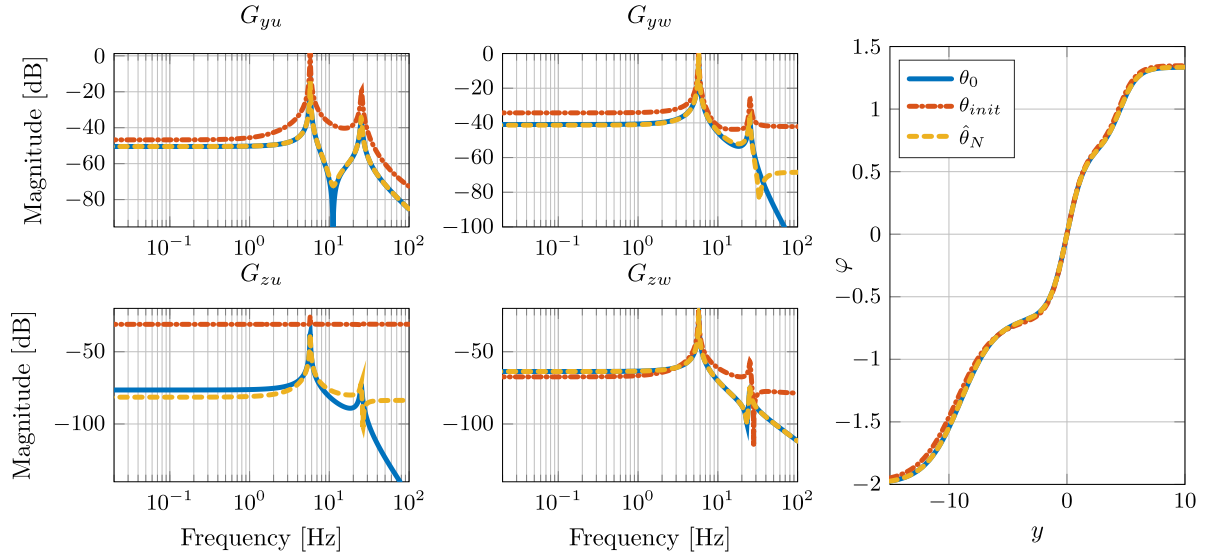 G_{yu}
0
−20
−40
−60
−80
10^{−1} 10^{0} 10^{1} 10^{2}
Magnitude [dB]
G_{yw}
0
−20
−40
−60
−80
−100
10^{−1} 10^{0} 10^{1} 10^{2}
G_{zu}
−50
−100
10^{−1} 10^{0} 10^{1} 10^{2}
Magnitude [dB]
Frequency [Hz]
G_{zw}
−50
−100
10^{−1} 10^{0} 10^{1} 10^{2}
Frequency [Hz]
1.5
1
0.5
0
−0.5
−1
−1.5
−2
−10 0 10
φ
y
θ_0
θ_{init}
θ̂_N